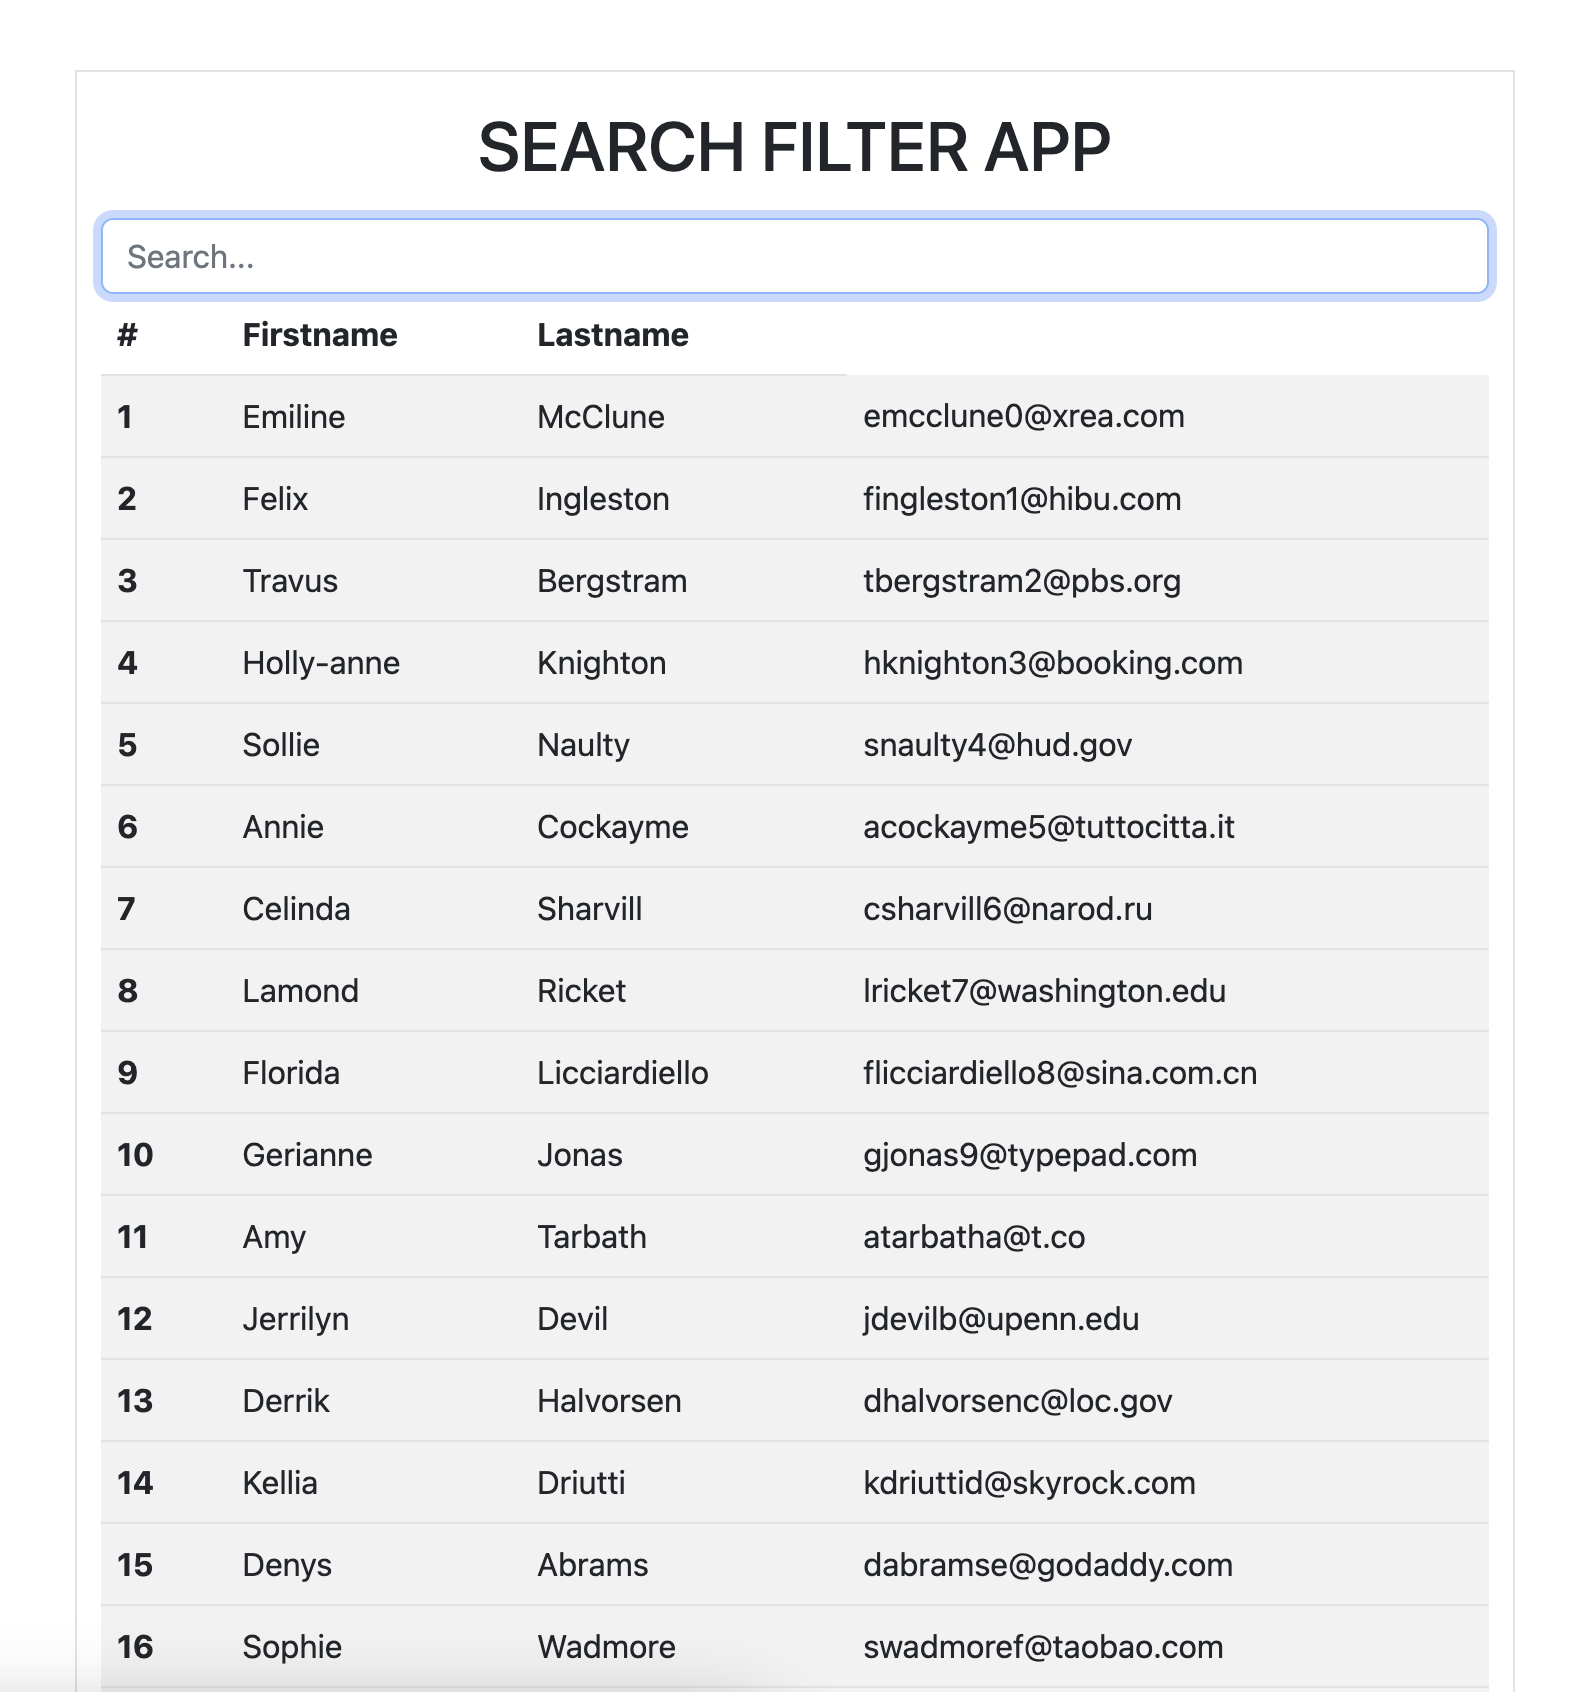 SEARCH FILTER APP
Search...
# Firstname Lastname
1 Emiline McClune emcclune0@xrea.com
2 Felix Ingleston fingleston1@hibu.com
3 Travus Bergstram tbergstram2@pbs.org
4 Holly-anne Knighton hknighton3@booking.com
5 Sollie Naulty snaulty4@hud.gov
6 Annie Cockayme acockayme5@tuttocitta.it
7 Celinda Sharvill csharvill6@narod.ru
8 Lamond Ricket lricket7@washington.edu
9 Florida Licciardiello flicciardiello8@sina.com.cn
10 Gerianne Jonas gjonas9@typepad.com
11 Amy Tarbath atarbatha@t.co
12 Jerrilyn Devil jdevilb@upenn.edu
13 Derrik Halvorsen dhalvorsenc@loc.gov
14 Kellia Driutti kdriuttid@skyrock.com
15 Denys Abrams dabramse@godaddy.com
16 Sophie Wadmore swadmoref@taobao.com